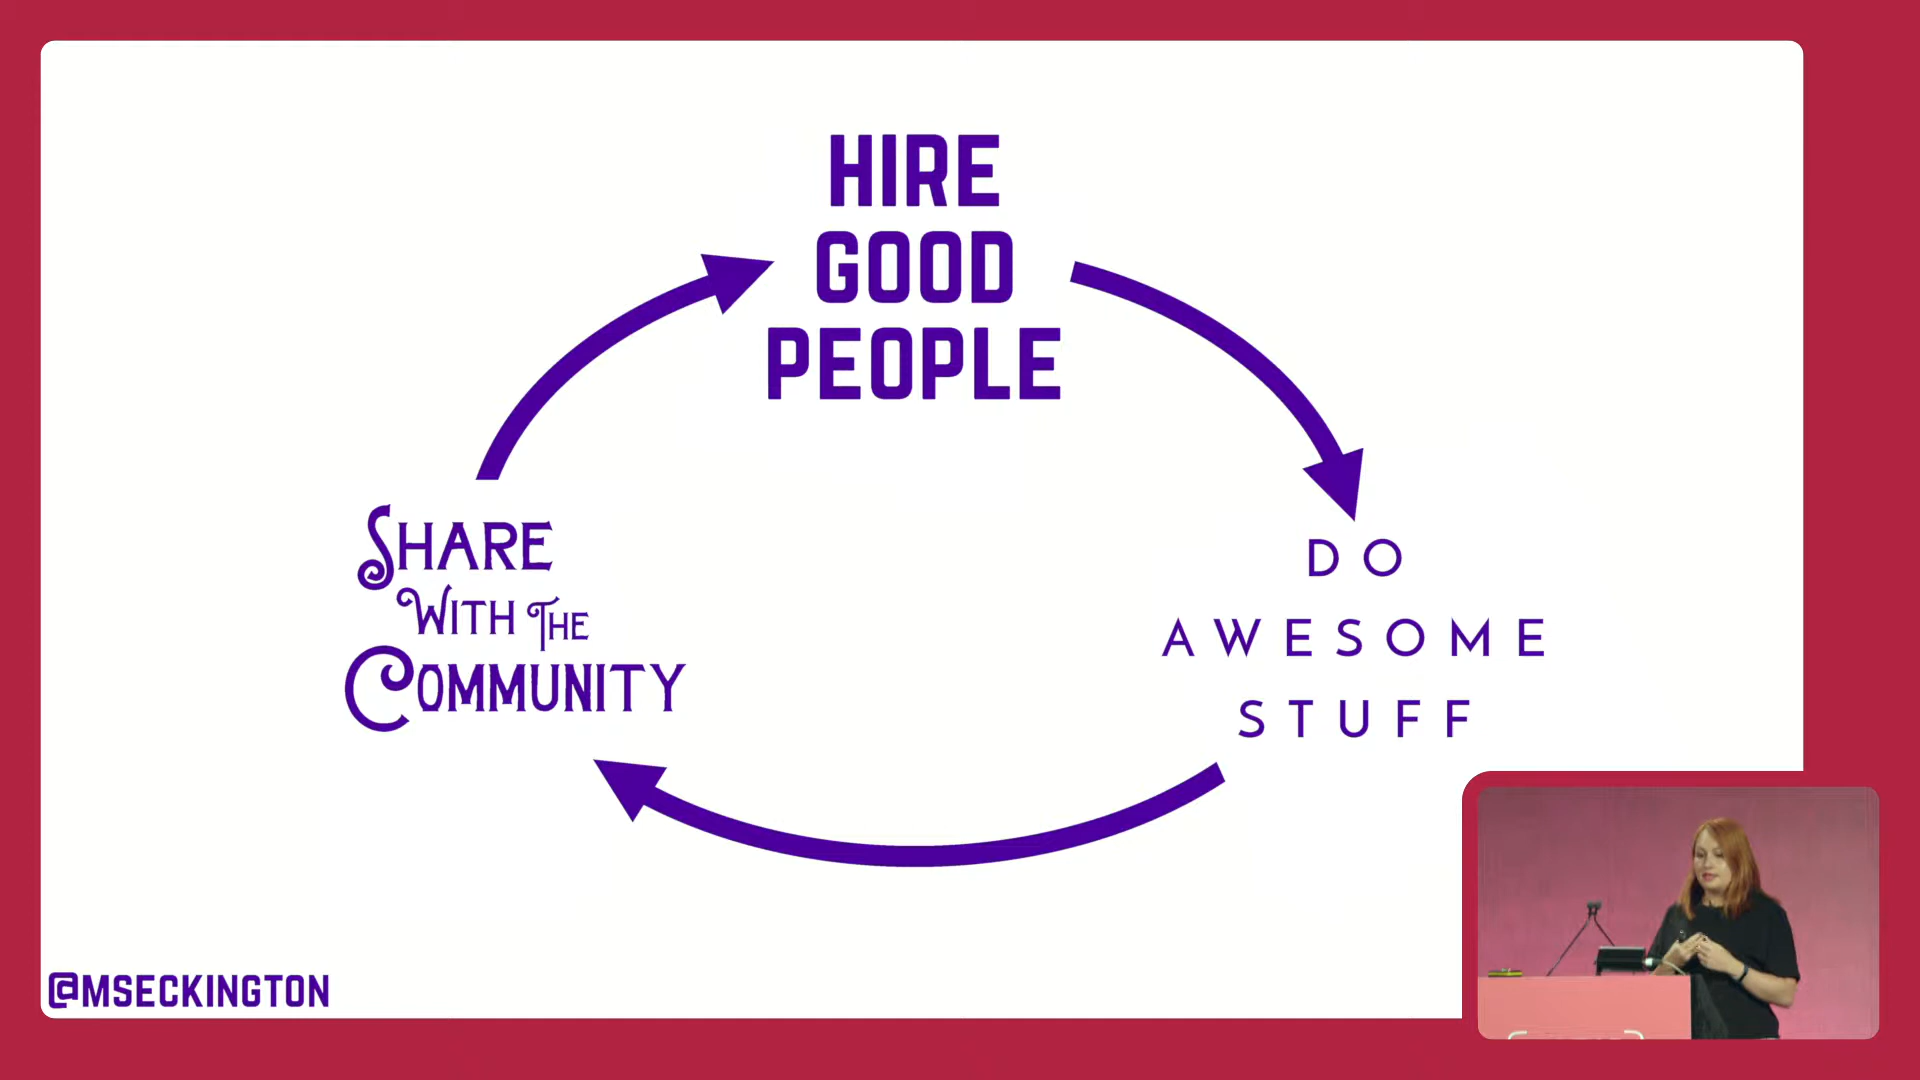 HIRE
GOOD
PEOPLE
DO
AWESOME
STUFF
SHARE
WITH THE
COMMUNITY
@MSECKINGTON